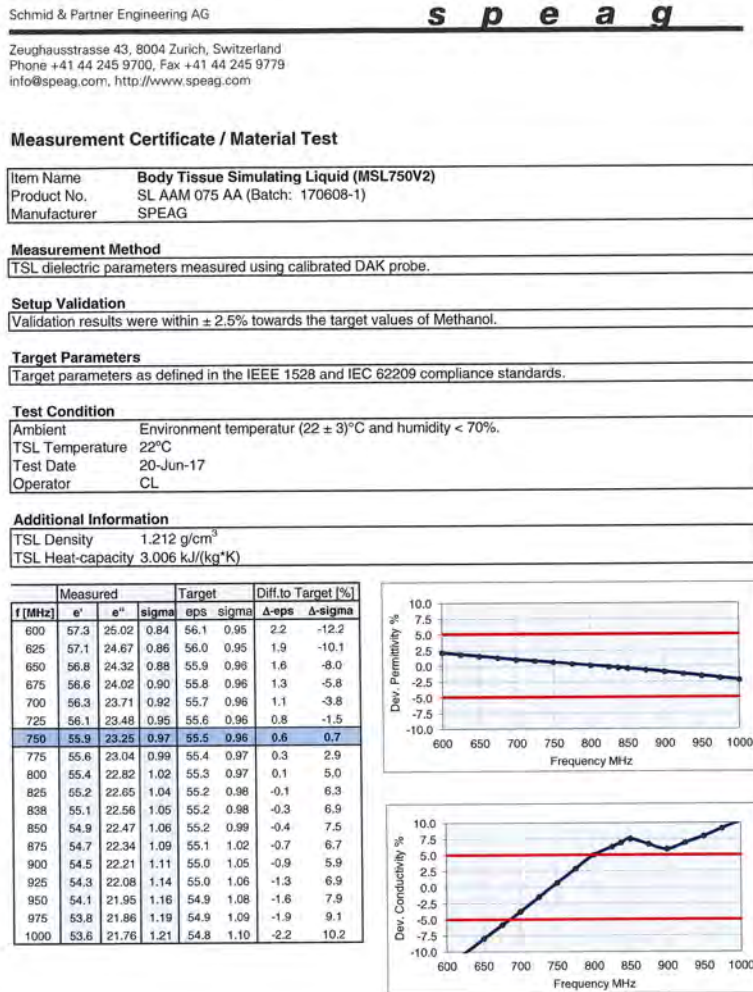 Schmid & Partner Engineering AG
s p e a g
Zeughausstrasse 43, 8004 Zurich, Switzerland
Phone +41 44 245 9700, Fax +41 44 245 9779
info@speag.com, http://www.speag.com
Measurement Certificate / Material Test
Item Name Body Tissue Simulating Liquid (MSL750V2)
Product No. SL AAM 075 AA (Batch: 170608-1)
Manufacturer SPEAG
Measurement Method
TSL dielectric parameters measured using calibrated DAK probe.
Setup Validation
Validation results were within ± 2.5% towards the target values of Methanol.
Target Parameters
Target parameters as defined in the IEEE 1528 and IEC 62209 compliance standards.
Test Condition
Ambient Environment temperatur (22 ± 3)°C and humidity < 70%.
TSL Temperature 22°C
Test Date 20-Jun-17
Operator CL
Additional Information
TSL Density 1.212 g/cm³
TSL Heat-capacity 3.006 kJ/(kg*K)
Measured Target Diff.to Target [%]
f [MHz] e' e'' sigma eps sigma Δ-eps Δ-sigma
600 57.3 25.02 0.84 56.1 0.95 2.2 -12.2
625 57.1 24.67 0.86 56.0 0.95 1.9 -10.1
650 56.8 24.32 0.88 55.9 0.96 1.6 -8.0
675 56.6 24.02 0.90 55.8 0.96 1.3 -5.8
700 56.3 23.71 0.92 55.7 0.96 1.1 -3.8
725 56.1 23.48 0.95 55.6 0.96 0.8 -1.5
750 55.9 23.25 0.97 55.5 0.96 0.6 0.7
775 55.6 23.04 0.99 55.4 0.97 0.3 2.9
800 55.4 22.82 1.02 55.3 0.97 0.1 5.0
825 55.2 22.65 1.04 55.2 0.98 -0.1 6.3
838 55.1 22.56 1.05 55.2 0.98 -0.3 6.9
850 54.9 22.47 1.06 55.2 0.99 -0.4 7.5
875 54.7 22.34 1.09 55.1 1.02 -0.7 6.7
900 54.5 22.21 1.11 55.0 1.05 -0.9 5.9
925 54.3 22.08 1.14 55.0 1.06 -1.3 6.9
950 54.1 21.95 1.16 54.9 1.08 -1.6 7.9
975 53.8 21.86 1.19 54.9 1.09 -1.9 9.1
1000 53.6 21.76 1.21 54.8 1.10 -2.2 10.2
Dev. Permittivity %
10.0
7.5
5.0
2.5
0.0
-2.5
-5.0
-7.5
-10.0
600 650 700 750 800 850 900 950 1000
Frequency MHz
Dev. Conductivity %
10.0
7.5
5.0
2.5
0.0
-2.5
-5.0
-7.5
-10.0
600 650 700 750 800 850 900 950 1000
Frequency MHz